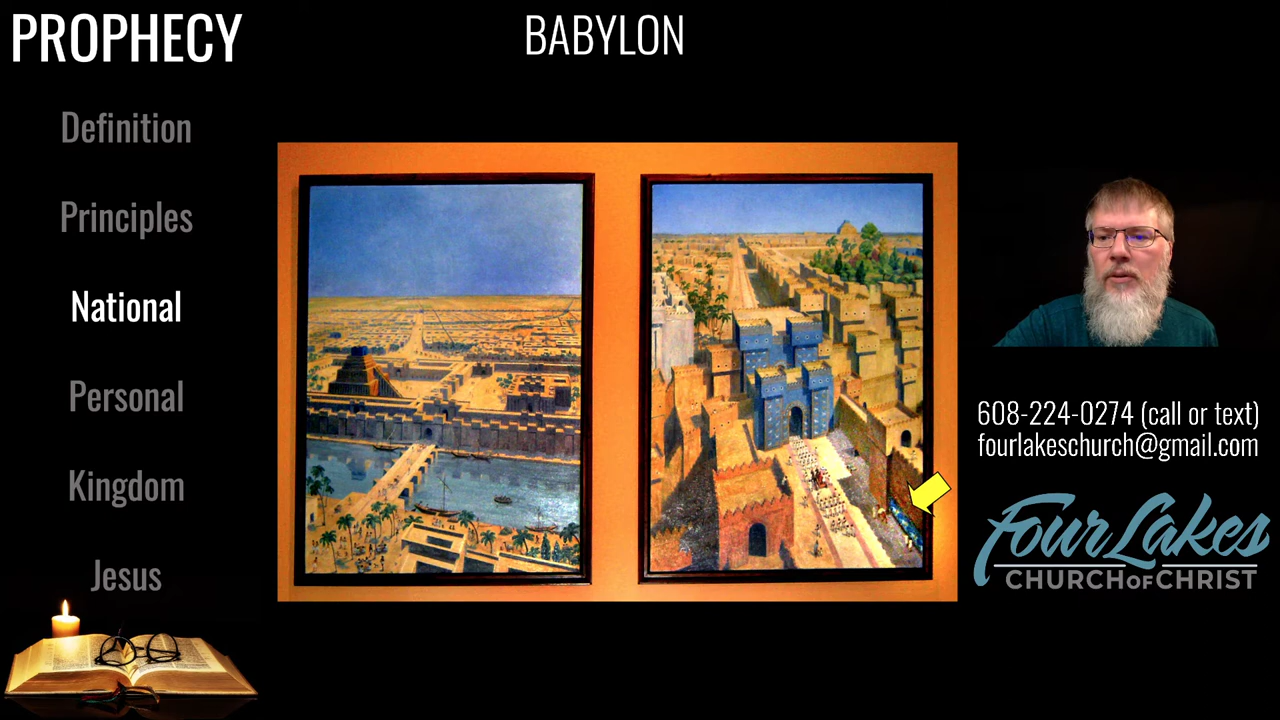 PROPHECY
BABYLON
Definition
Principles
National
Personal
Kingdom
Jesus
608-224-0274 (call or text)
fourlakeschurch@gmail.com
Four Lakes
CHURCH OF CHRIST